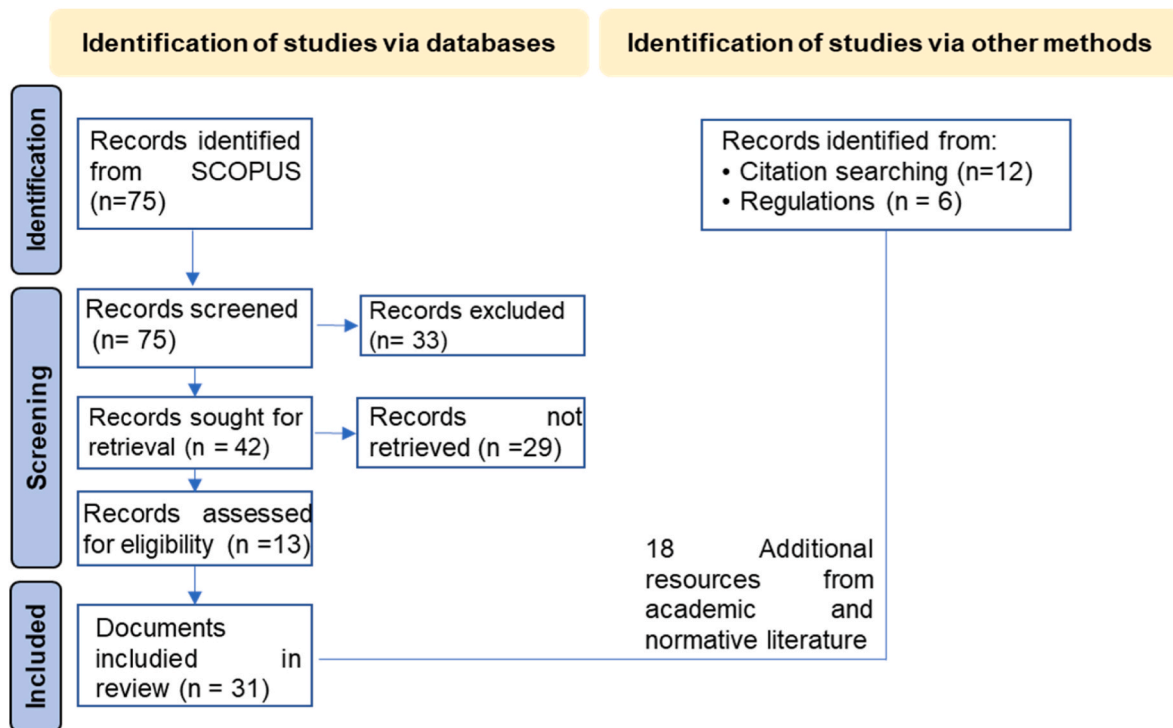 Identification of studies via databases
Identification of studies via other methods
Identification
Records identified
from SCOPUS
(n=75)
Records identified from:
• Citation searching (n=12)
• Regulations (n = 6)
Screening
Records screened
(n= 75)
Records excluded
(n= 33)
Records sought for
retrieval (n = 42)
Records not
retrieved (n =29)
Records assessed
for eligibility (n =13)
18 Additional
resources from
academic and
normative literature
Included
Documents
includied in
review (n = 31)